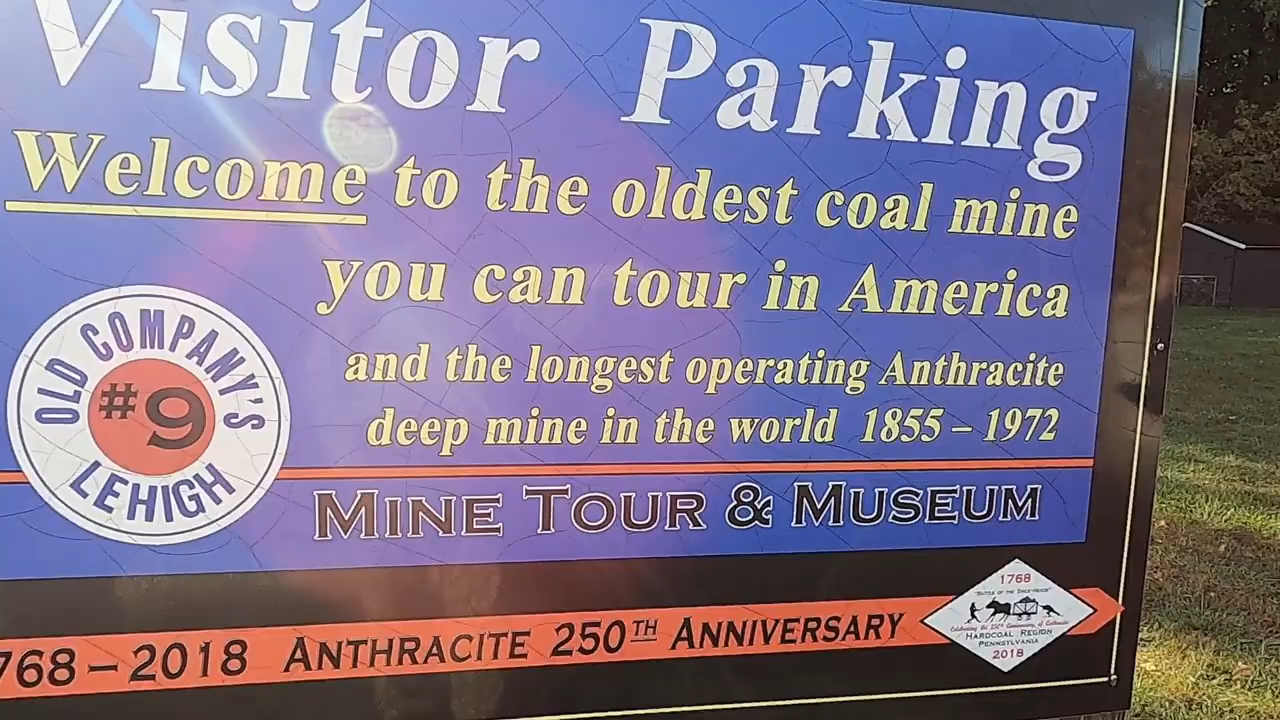 Visitor Parking
Welcome to the oldest coal mine
you can tour in America
and the longest operating Anthracite
deep mine in the world 1855 – 1972
OLD COMPANY'S
#9
LEHIGH
MINE TOUR & MUSEUM
768 – 2018 ANTHRACITE 250TH ANNIVERSARY
1768
HARDCOAL REGION
PENNSYLVANIA
2018